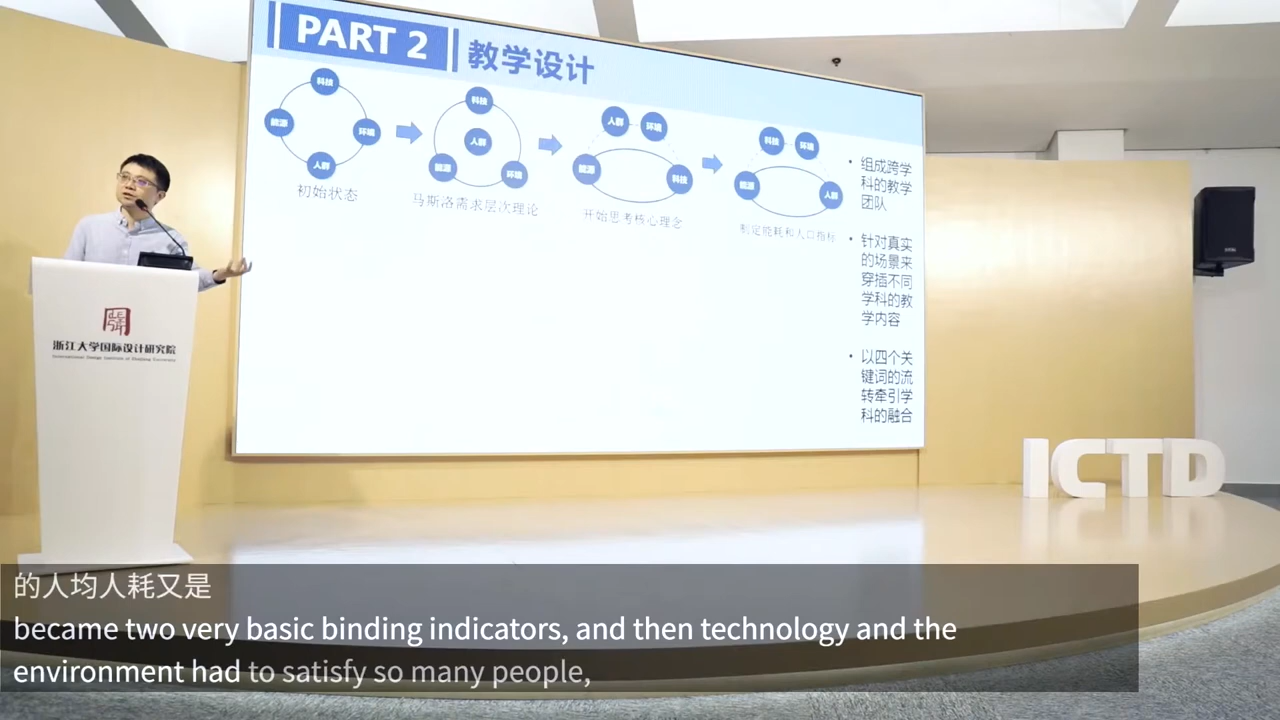 PART 2
教学设计
科技
能源
环境
人群
初始状态
科技
人群
能源
环境
马斯洛需求层次理论
人群
环境
能源
科技
开始思考核心理念
科技
环境
能源
人群
制定能耗和人口指标
• 组成跨学
科的教学
团队
• 针对真实
的场景来
穿插不同
学科的教
学内容
• 以四个关
键词的流
转牵引学
科的融合
浙江大学国际设计研究院
International Design Institute of Zhejiang University
ICTD
的人均人耗又是
became two very basic binding indicators, and then technology and the
environment had to satisfy so many people,